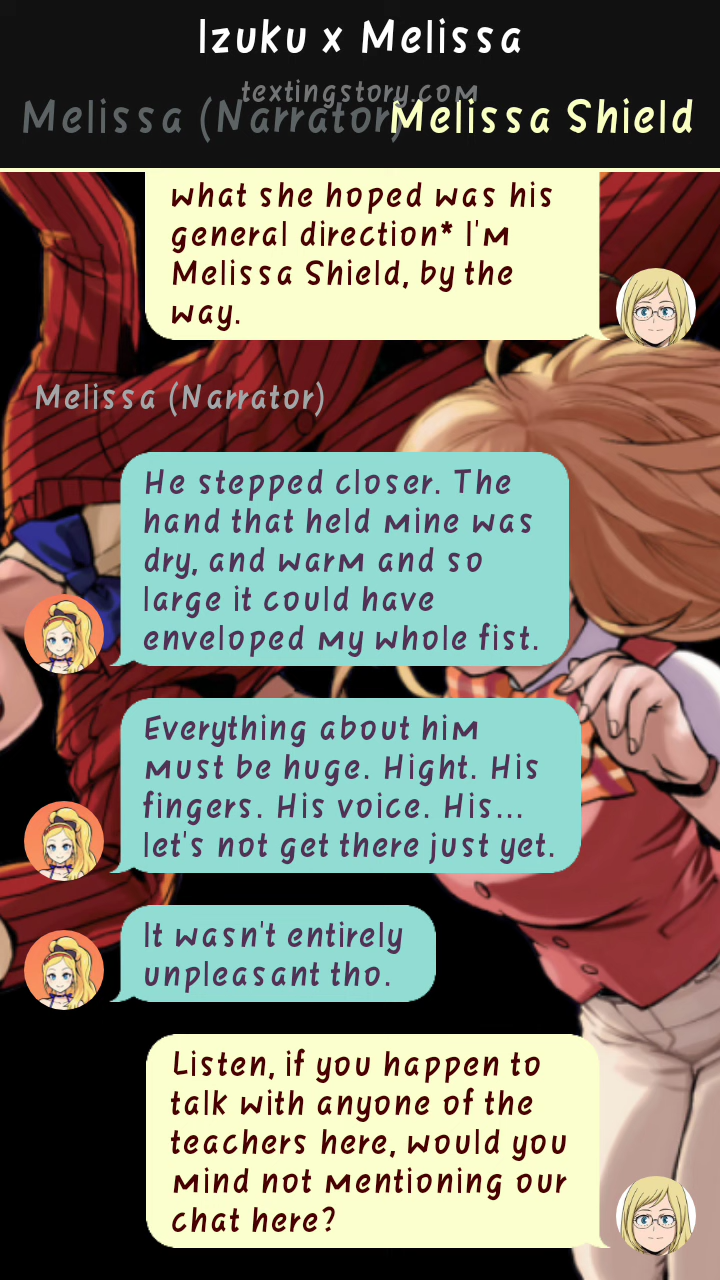 Izuku x Melissa
textingstory.com
Melissa (Narrator)
Melissa Shield
what she hoped was his
general direction* I'm
Melissa Shield, by the
way.
Melissa (Narrator)
He stepped closer. The
hand that held mine was
dry, and warm and so
large it could have
enveloped my whole fist.
Everything about him
must be huge. Hight. His
fingers. His voice. His...
let's not get there just yet.
It wasn't entirely
unpleasant tho.
Listen, if you happen to
talk with anyone of the
teachers here, would you
mind not mentioning our
chat here?